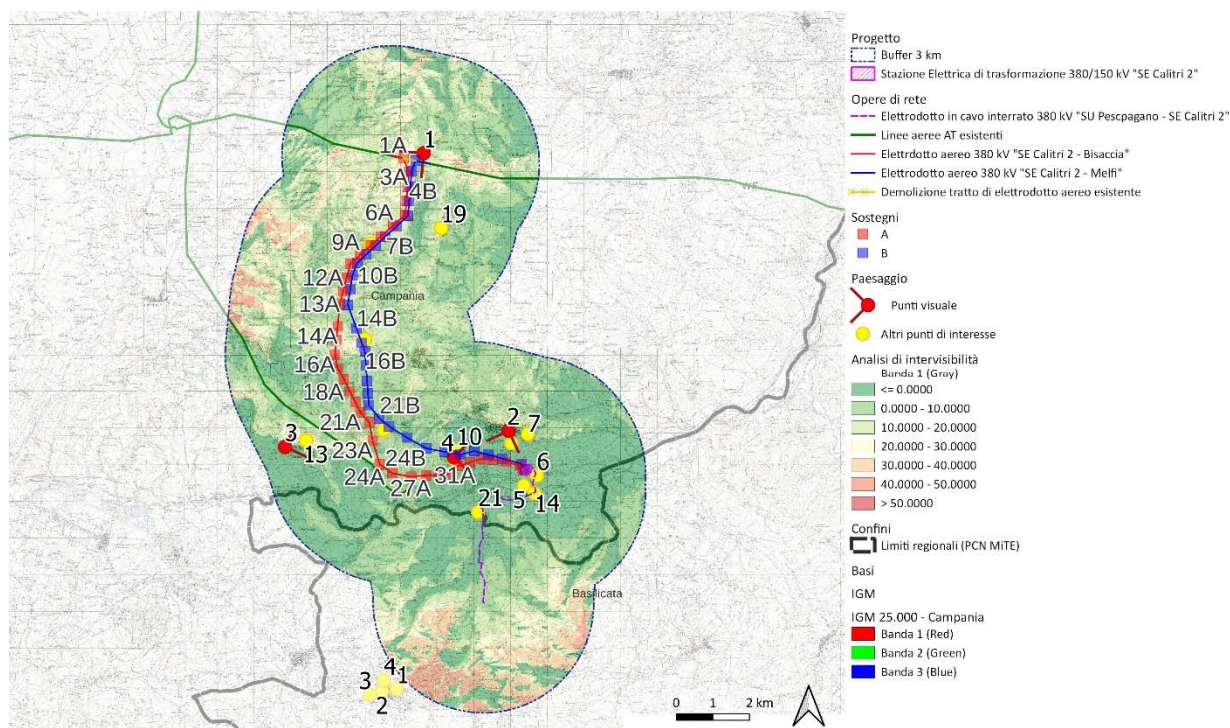 1A
1
3A
4B
6A
19
9A
7B
12A
10B
Campania
13A
14B
14A
16A
16B
18A
21B
21A
2
7
3
4
10
13
23A
24B
24A
27A
31A
6
5
14
21
Basilicata
4
3
1
2
0 1 2 km
Progetto
Buffer 3 km
Stazione Elettrica di trasformazione 380/150 kV "SE Calitri 2"
Opere di rete
Elettrodotto in cavo interrato 380 kV "SU Pescpagano - SE Calitri 2"
Linee aeree AT esistenti
Elettrdotto aereo 380 kV "SE Calitri 2 - Bisaccia"
Elettrodotto aereo 380 kV "SE Calitri 2 - Melfi"
Demolizione tratto di elettrodotto aereo esistente
Sostegni
A
B
Paesaggio
Punti visuale
Altri punti di interesse
Analisi di intervisibilità
Banda 1 (Gray)
<= 0.0000
0.0000 - 10.0000
10.0000 - 20.0000
20.0000 - 30.0000
30.0000 - 40.0000
40.0000 - 50.0000
> 50.0000
Confini
Limiti regionali (PCN MiTE)
Basi
IGM
IGM 25.000 - Campania
Banda 1 (Red)
Banda 2 (Green)
Banda 3 (Blue)